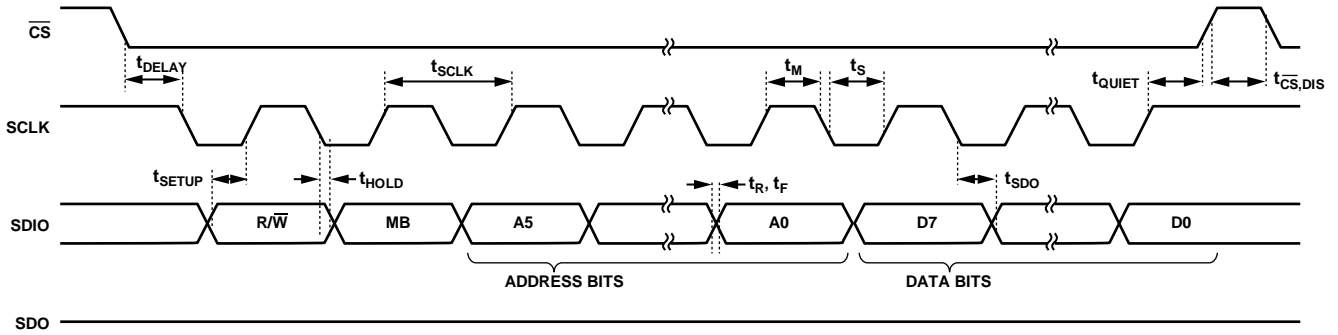 CS
tDELAY
tSCLK
tM
tS
tQUIET
tCS,DIS
SCLK
tSETUP
tHOLD
tR, tF
tSDO
SDIO
R/W
MB
A5
A0
D7
D0
ADDRESS BITS
DATA BITS
SDO